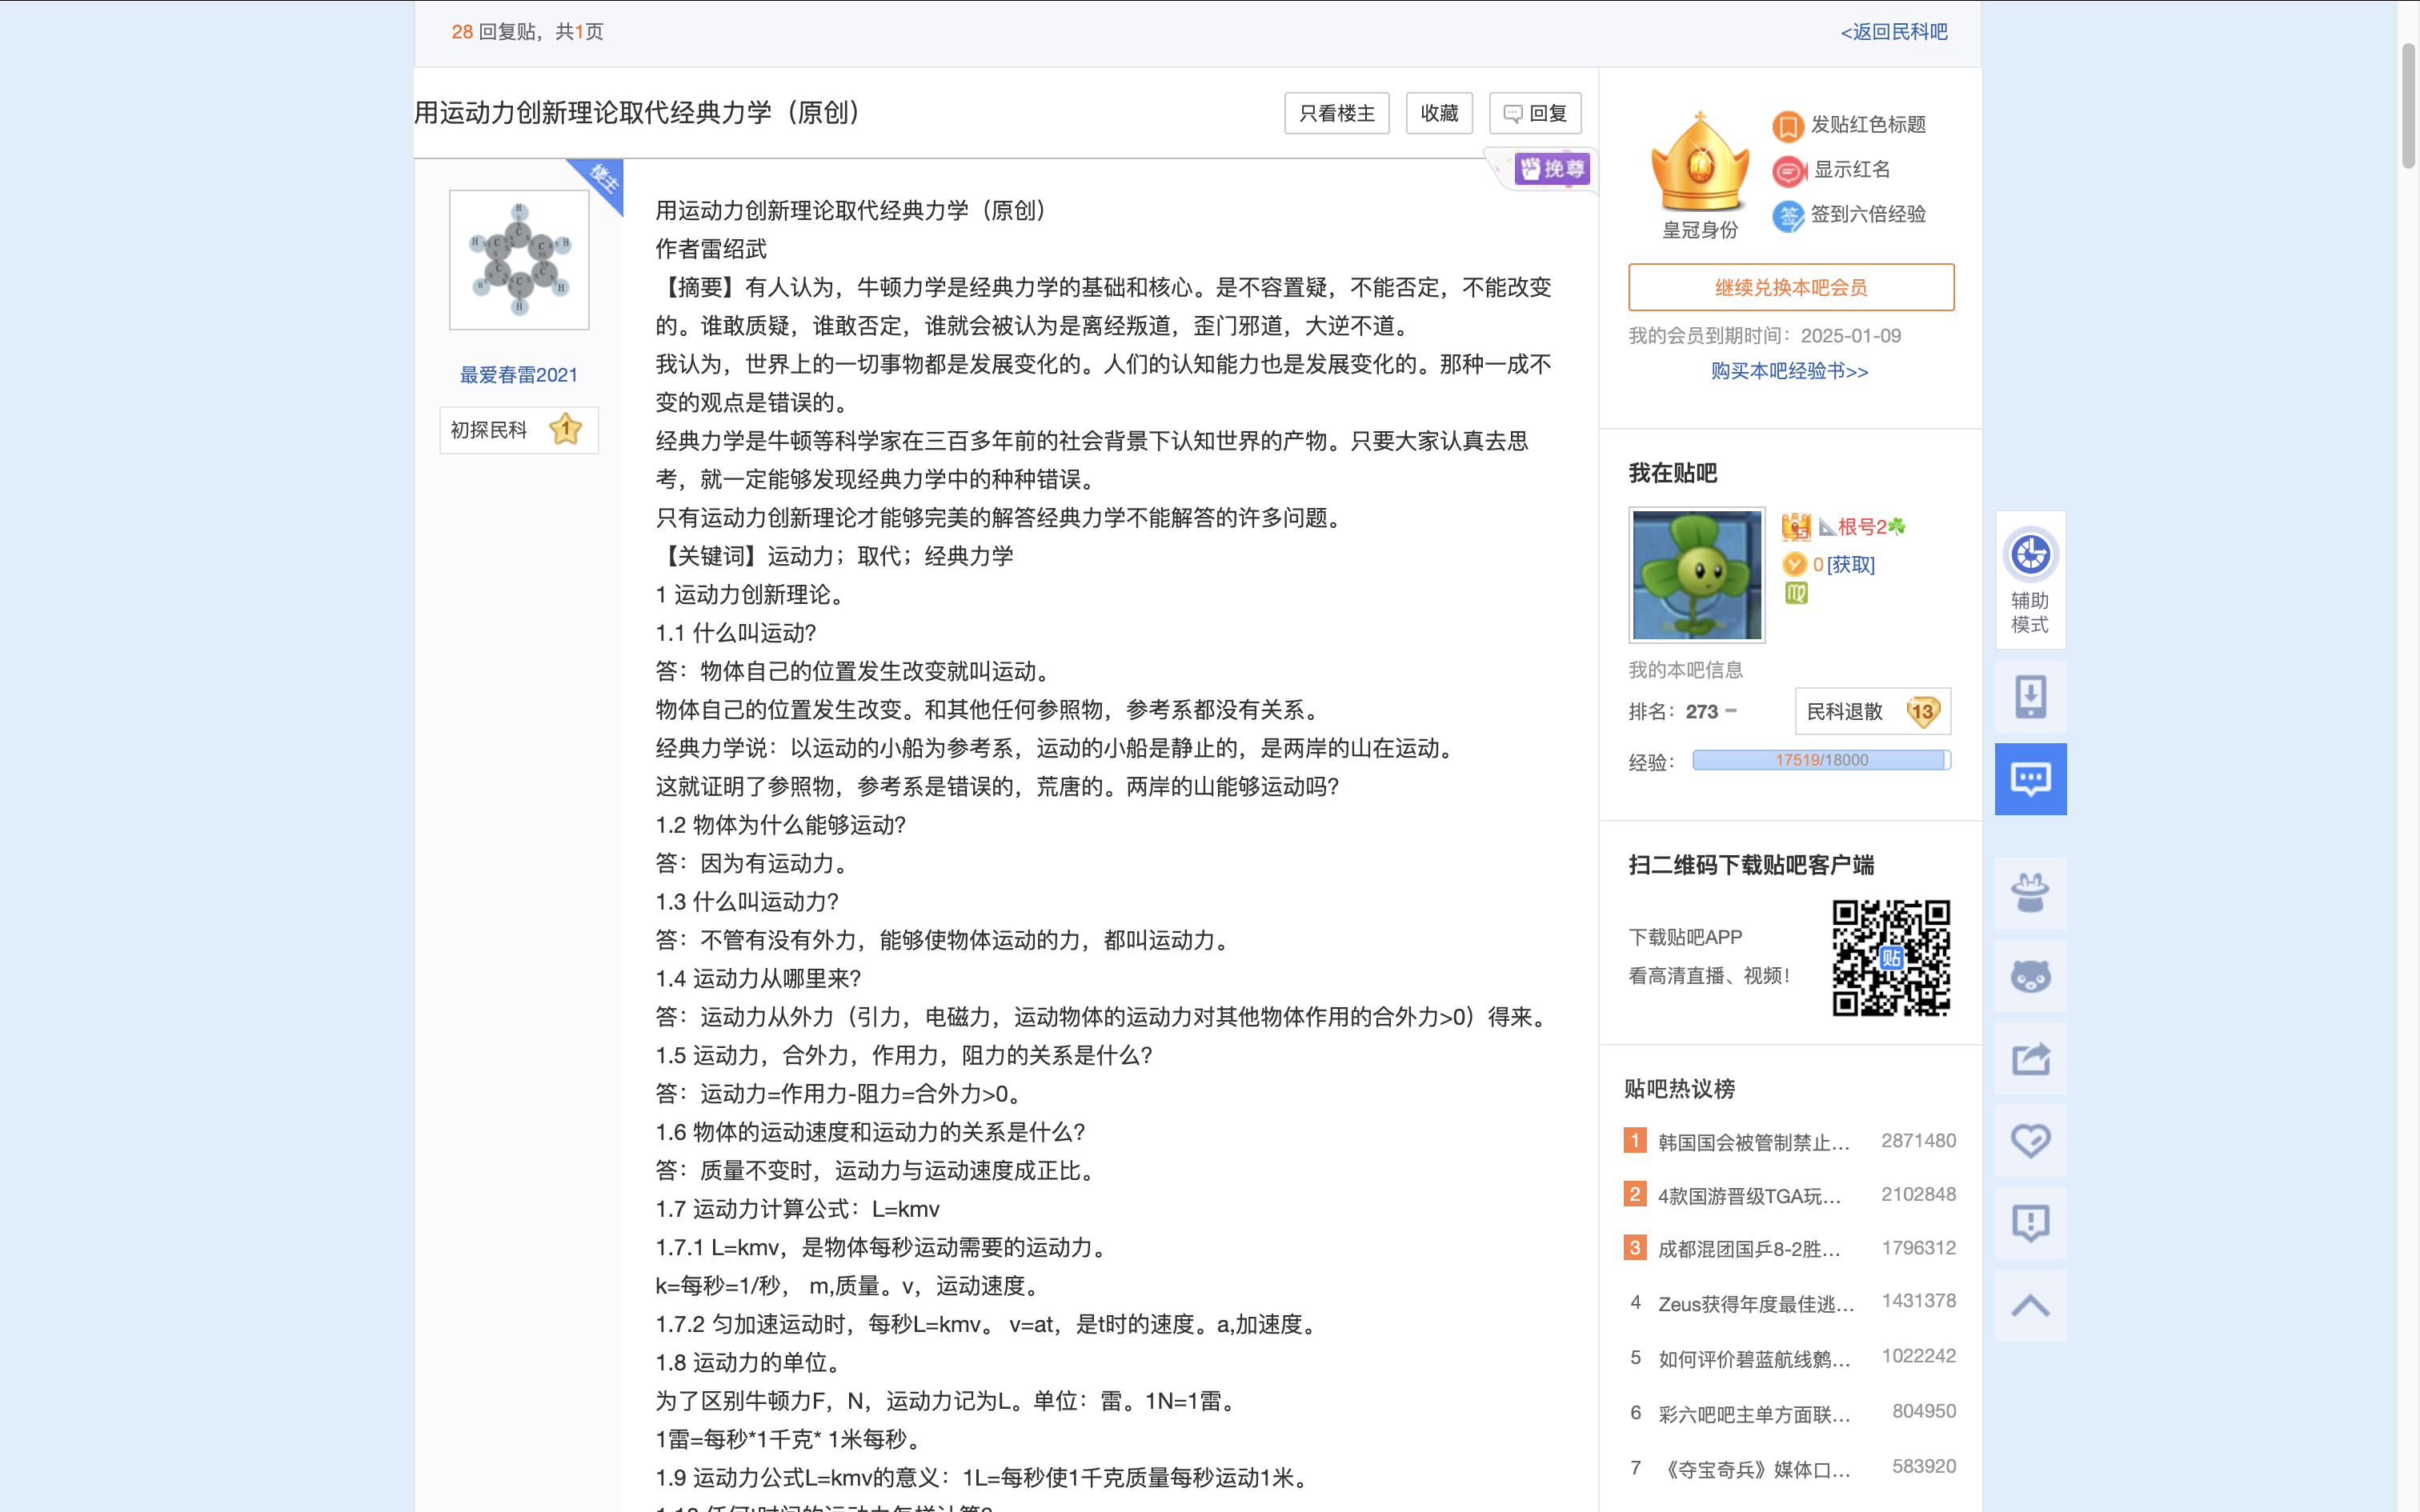 28 回复贴，共1页
<返回民科吧
用运动力创新理论取代经典力学（原创）
只看楼主
收藏
回复
楼主
挽尊
最爱春雷2021
初探民科 1
用运动力创新理论取代经典力学（原创）
作者雷绍武
【摘要】有人认为，牛顿力学是经典力学的基础和核心。是不容置疑，不能否定，不能改变
的。谁敢质疑，谁敢否定，谁就会被认为是离经叛道，歪门邪道，大逆不道。
我认为，世界上的一切事物都是发展变化的。人们的认知能力也是发展变化的。那种一成不
变的观点是错误的。
经典力学是牛顿等科学家在三百多年前的社会背景下认知世界的产物。只要大家认真去思
考，就一定能够发现经典力学中的种种错误。
只有运动力创新理论才能够完美的解答经典力学不能解答的许多问题。
【关键词】运动力；取代；经典力学
1 运动力创新理论。
1.1 什么叫运动？
答：物体自己的位置发生改变就叫运动。
物体自己的位置发生改变。和其他任何参照物，参考系都没有关系。
经典力学说：以运动的小船为参考系，运动的小船是静止的，是两岸的山在运动。
这就证明了参照物，参考系是错误的，荒唐的。两岸的山能够运动吗？
1.2 物体为什么能够运动？
答：因为有运动力。
1.3 什么叫运动力？
答：不管有没有外力，能够使物体运动的力，都叫运动力。
1.4 运动力从哪里来？
答：运动力从外力（引力，电磁力，运动物体的运动力对其他物体作用的合外力>0）得来。
1.5 运动力，合外力，作用力，阻力的关系是什么？
答：运动力=作用力-阻力=合外力>0。
1.6 物体的运动速度和运动力的关系是什么？
答：质量不变时，运动力与运动速度成正比。
1.7 运动力计算公式：L=kmv
1.7.1 L=kmv，是物体每秒运动需要的运动力。
k=每秒=1/秒， m,质量。v，运动速度。
1.7.2 匀加速运动时，每秒L=kmv。 v=at，是t时的速度。a,加速度。
1.8 运动力的单位。
为了区别牛顿力F，N，运动力记为L。单位：雷。1N=1雷。
1雷=每秒*1千克* 1米每秒。
1.9 运动力公式L=kmv的意义：1L=每秒使1千克质量每秒运动1米。
皇冠身份
发贴红色标题
显示红名
签 签到六倍经验
继续兑换本吧会员
我的会员到期时间：2025-01-09
购买本吧经验书>>
我在贴吧
根号2
0 [获取]
我的本吧信息
排名：273
民科退散 13
经验：17519/18000
扫二维码下载贴吧客户端
下载贴吧APP
看高清直播、视频！
贴
贴吧热议榜
1 韩国国会被管制禁止... 2871480
2 4款国游晋级TGA玩... 2102848
3 成都混团国乒8-2胜... 1796312
4 Zeus获得年度最佳逃... 1431378
5 如何评价碧蓝航线鹩... 1022242
6 彩六吧吧主单方面联... 804950
7 《夺宝奇兵》媒体口... 583920
辅助
模式